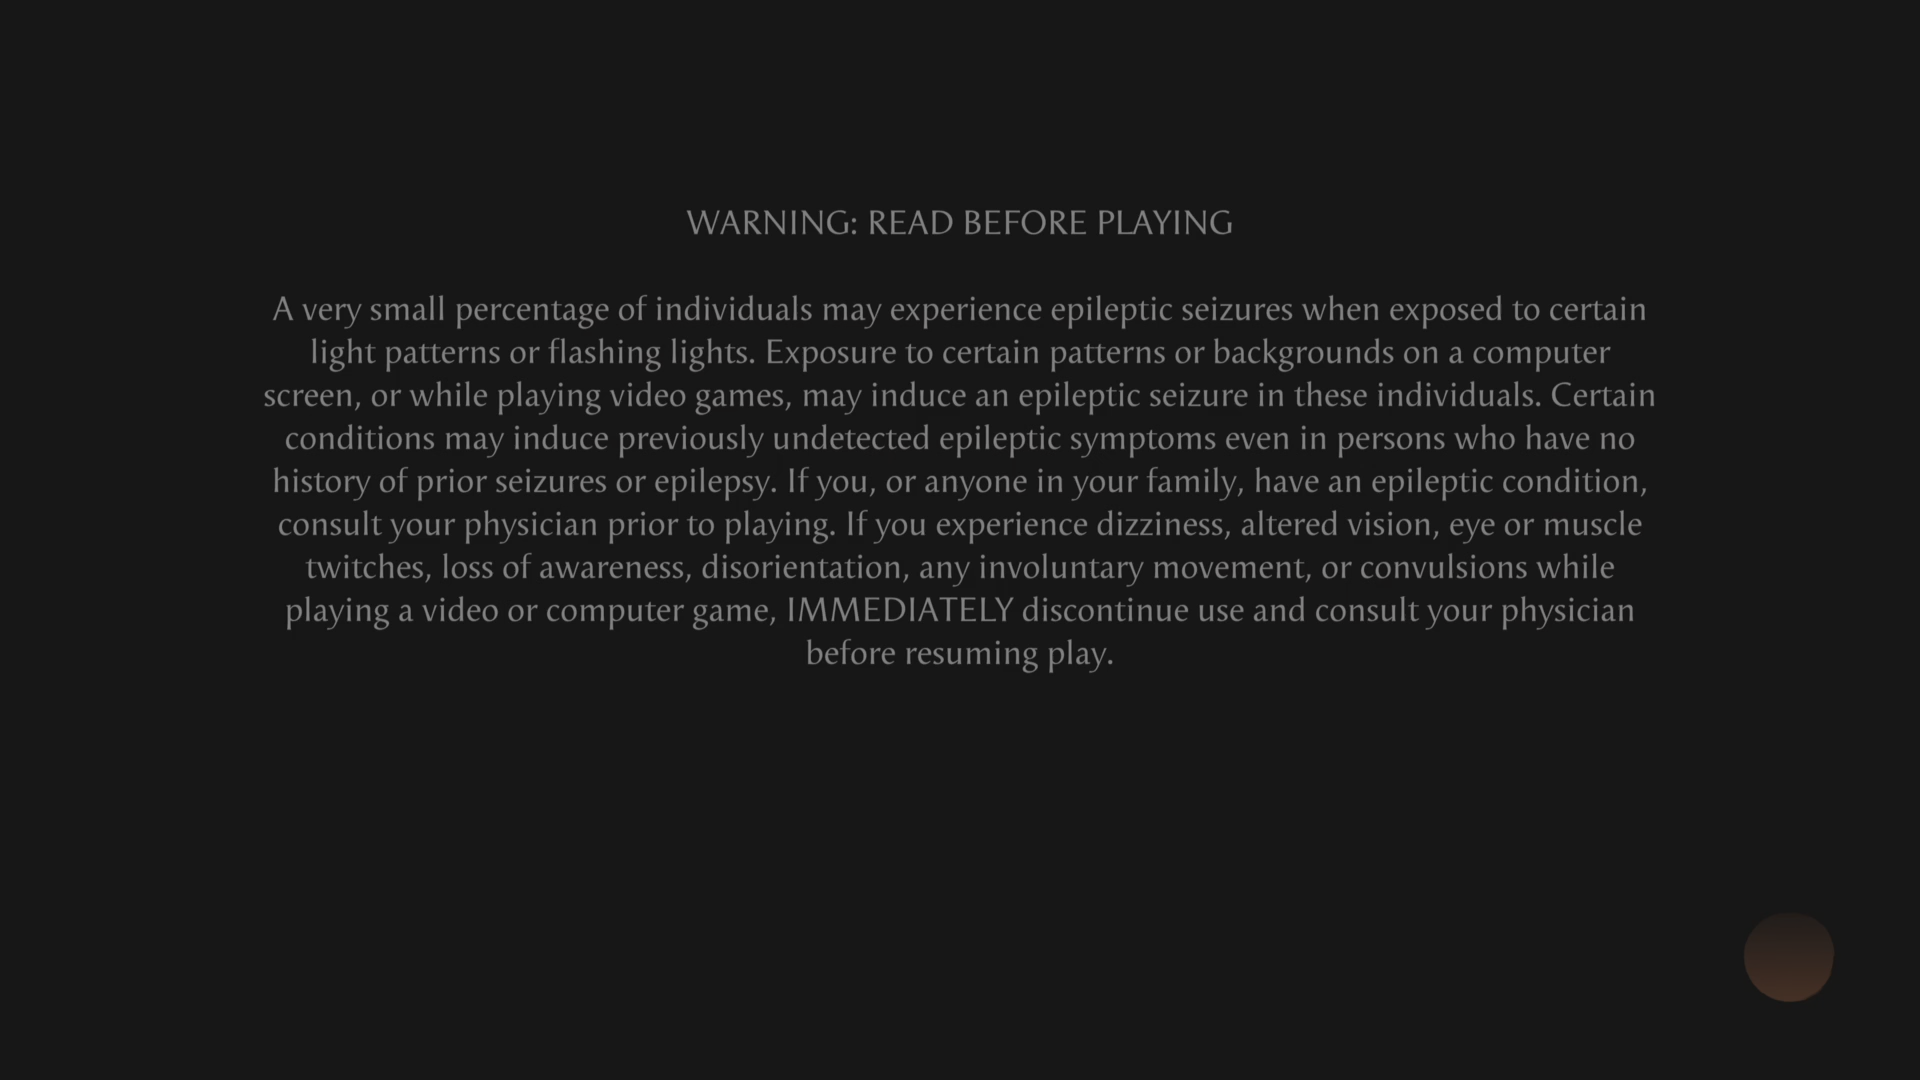 WARNING: READ BEFORE PLAYING
A very small percentage of individuals may experience epileptic seizures when exposed to certain
light patterns or flashing lights. Exposure to certain patterns or backgrounds on a computer
screen, or while playing video games, may induce an epileptic seizure in these individuals. Certain
conditions may induce previously undetected epileptic symptoms even in persons who have no
history of prior seizures or epilepsy. If you, or anyone in your family, have an epileptic condition,
consult your physician prior to playing. If you experience dizziness, altered vision, eye or muscle
twitches, loss of awareness, disorientation, any involuntary movement, or convulsions while
playing a video or computer game, IMMEDIATELY discontinue use and consult your physician
before resuming play.